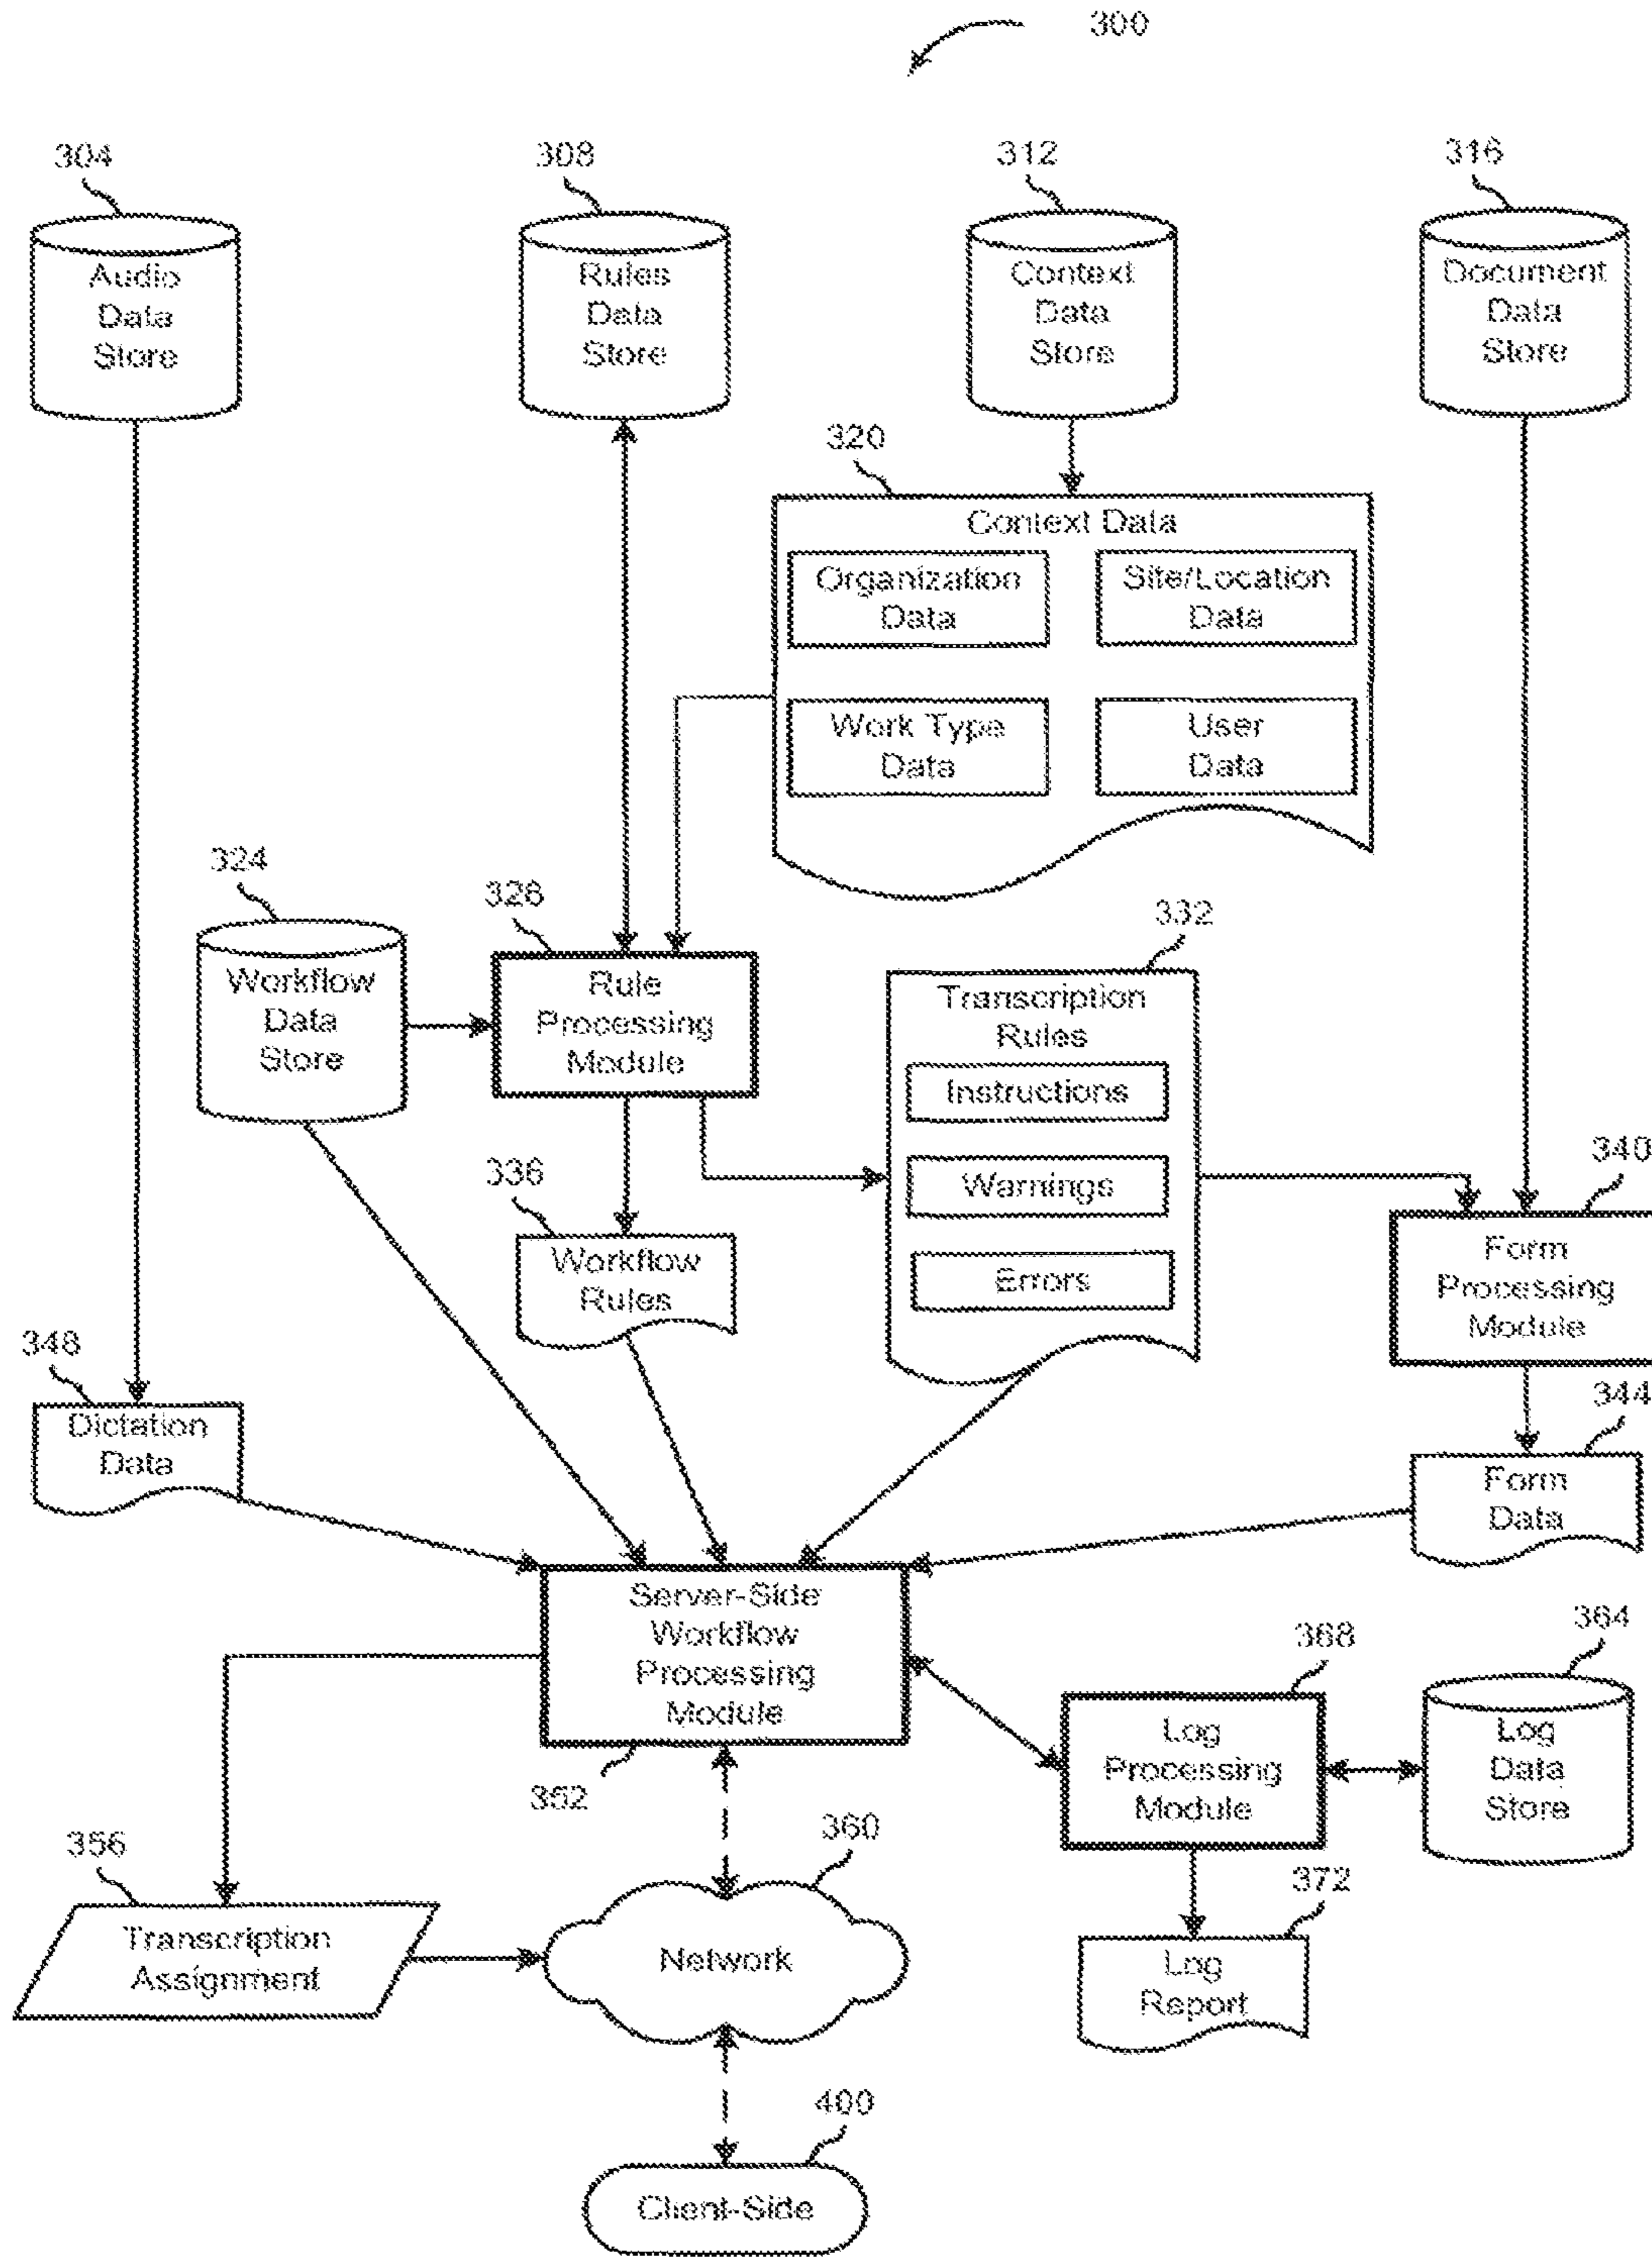 300
304
308
312
316
Audio
Data
Store
Rules
Data
Store
Context
Data
Store
Document
Data
Store
320
Context Data
Organization
Data
Site/Location
Data
Work Type
Data
User
Data
324
Workflow
Data
Store
328
Rule
Processing
Module
332
Transcription
Rules
Instructions
Warnings
Errors
336
Workflow
Rules
340
Form
Processing
Module
344
Form
Data
348
Dictation
Data
Server-Side
Workflow
Processing
Module
352
356
Transcription
Assignment
360
Network
368
Log
Processing
Module
364
Log
Data
Store
372
Log
Report
400
Client-Side